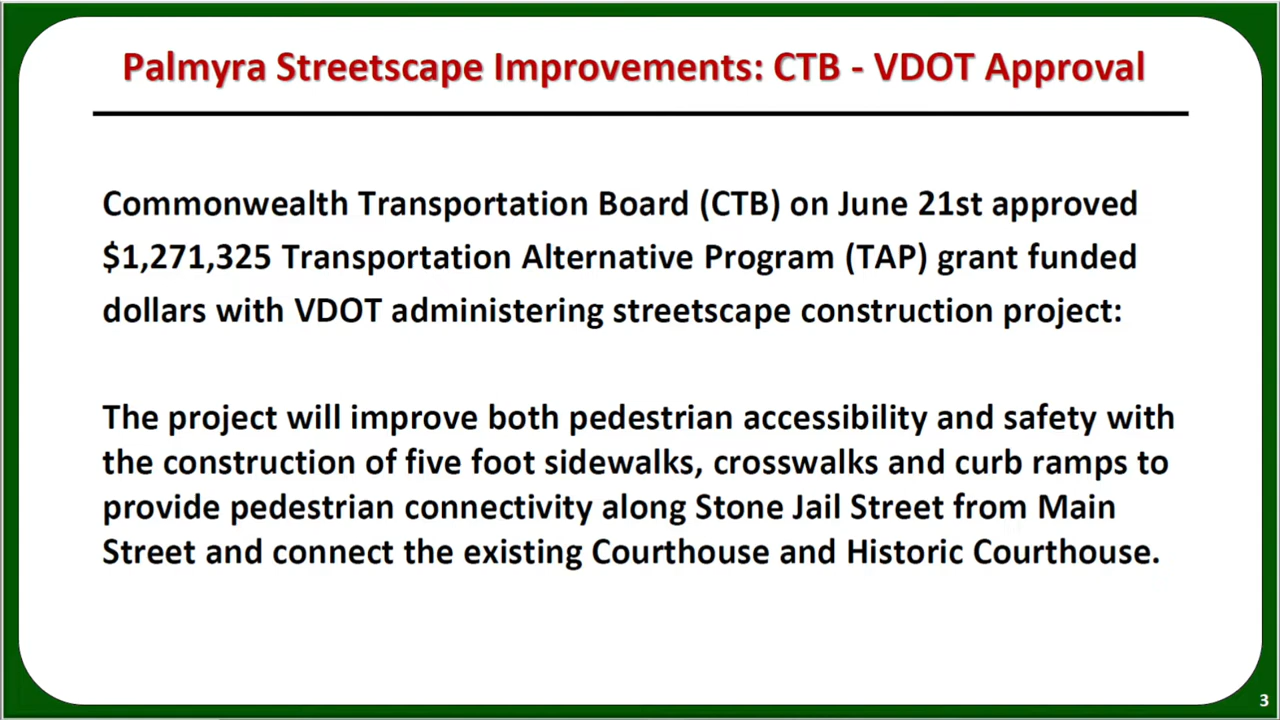 Palmyra Streetscape Improvements: CTB - VDOT Approval
Commonwealth Transportation Board (CTB) on June 21st approved
$1,271,325 Transportation Alternative Program (TAP) grant funded
dollars with VDOT administering streetscape construction project:
The project will improve both pedestrian accessibility and safety with
the construction of five foot sidewalks, crosswalks and curb ramps to
provide pedestrian connectivity along Stone Jail Street from Main
Street and connect the existing Courthouse and Historic Courthouse.
3